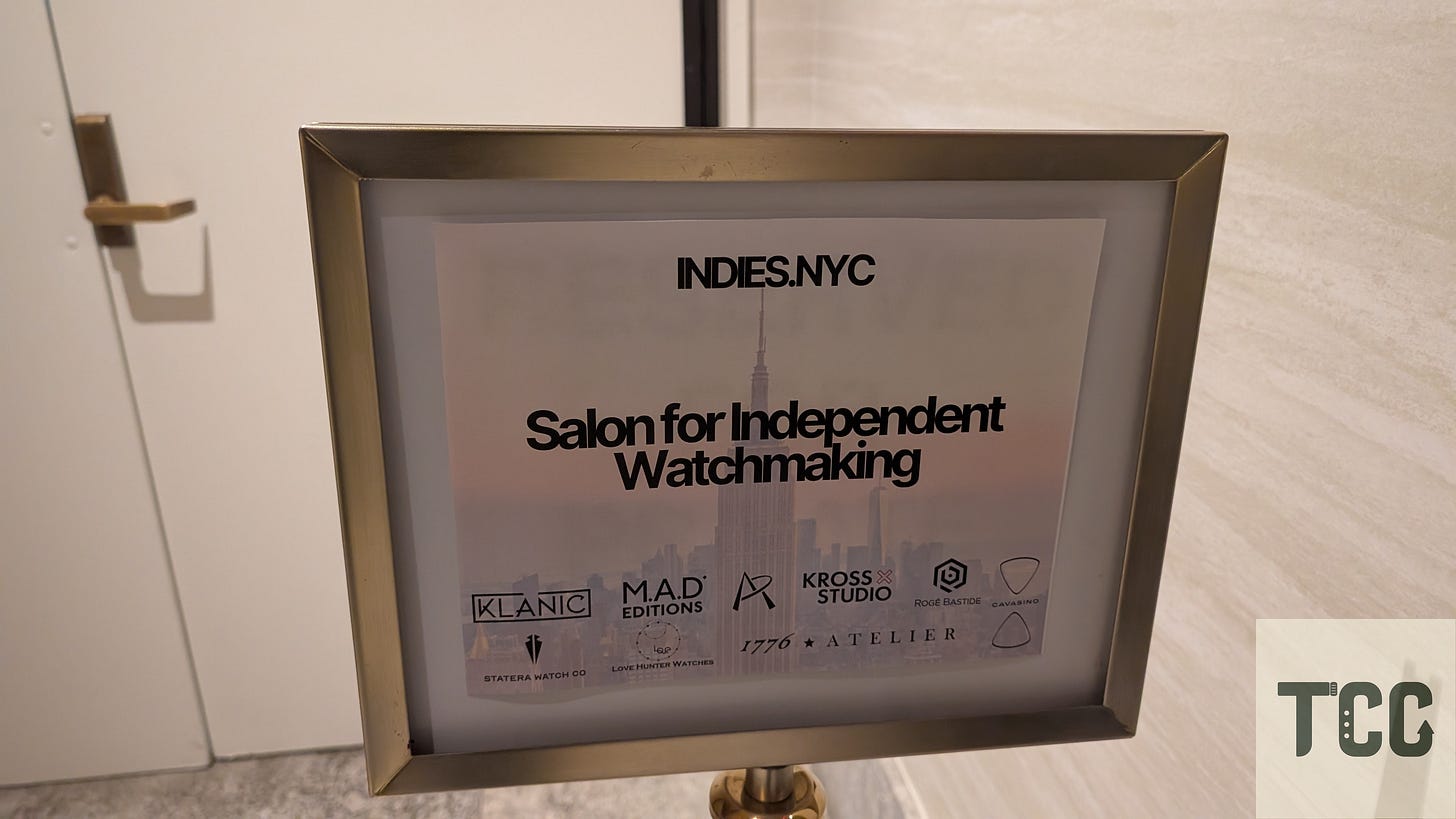 INDIES.NYC
Salon for Independent
Watchmaking
KLANIC
M.A.D
EDITIONS
KROSS
STUDIO
ROGÉ BASTIDE
CAVASINO
STATERA WATCH CO
LOVE HUNTER WATCHES
1776 ★ ATELIER
TCC